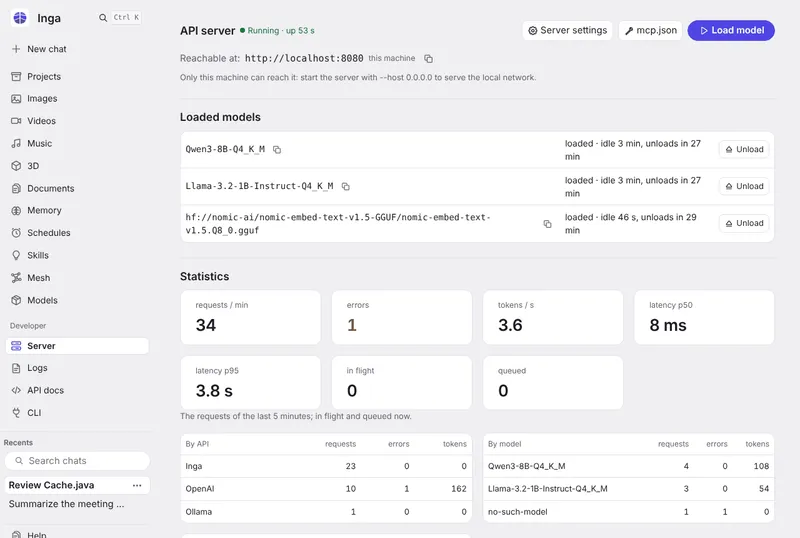 Inga
Ctrl K
New chat
Projects
Images
Videos
Music
3D
Documents
Memory
Schedules
Skills
Mesh
Models
Developer
Server
Logs
API docs
CLI
Recents
Search chats
Review Cache.java ...
Summarize the meeting ...
Help
API server Running · up 53 s
Server settings
mcp.json
Load model
Reachable at: http://localhost:8080 this machine
Only this machine can reach it: start the server with --host 0.0.0.0 to serve the local network.
Loaded models
Qwen3-8B-Q4_K_M
loaded · idle 3 min, unloads in 27
min
Unload
Llama-3.2-1B-Instruct-Q4_K_M
loaded · idle 3 min, unloads in 27
min
Unload
hf://nomic-ai/nomic-embed-text-v1.5-GGUF/nomic-embed-text-
v1.5.Q8_0.gguf
loaded · idle 46 s, unloads in 29
min
Unload
Statistics
requests / min
34
errors
1
tokens / s
3.6
latency p50
8 ms
latency p95
3.8 s
in flight
0
queued
0
The requests of the last 5 minutes; in flight and queued now.
By API requests errors tokens
Inga 23 0 0
OpenAI 10 1 162
Ollama 1 0 0
By model requests errors tokens
Qwen3-8B-Q4_K_M 4 0 108
Llama-3.2-1B-Instruct-Q4_K_M 3 0 54
no-such-model 1 1 0